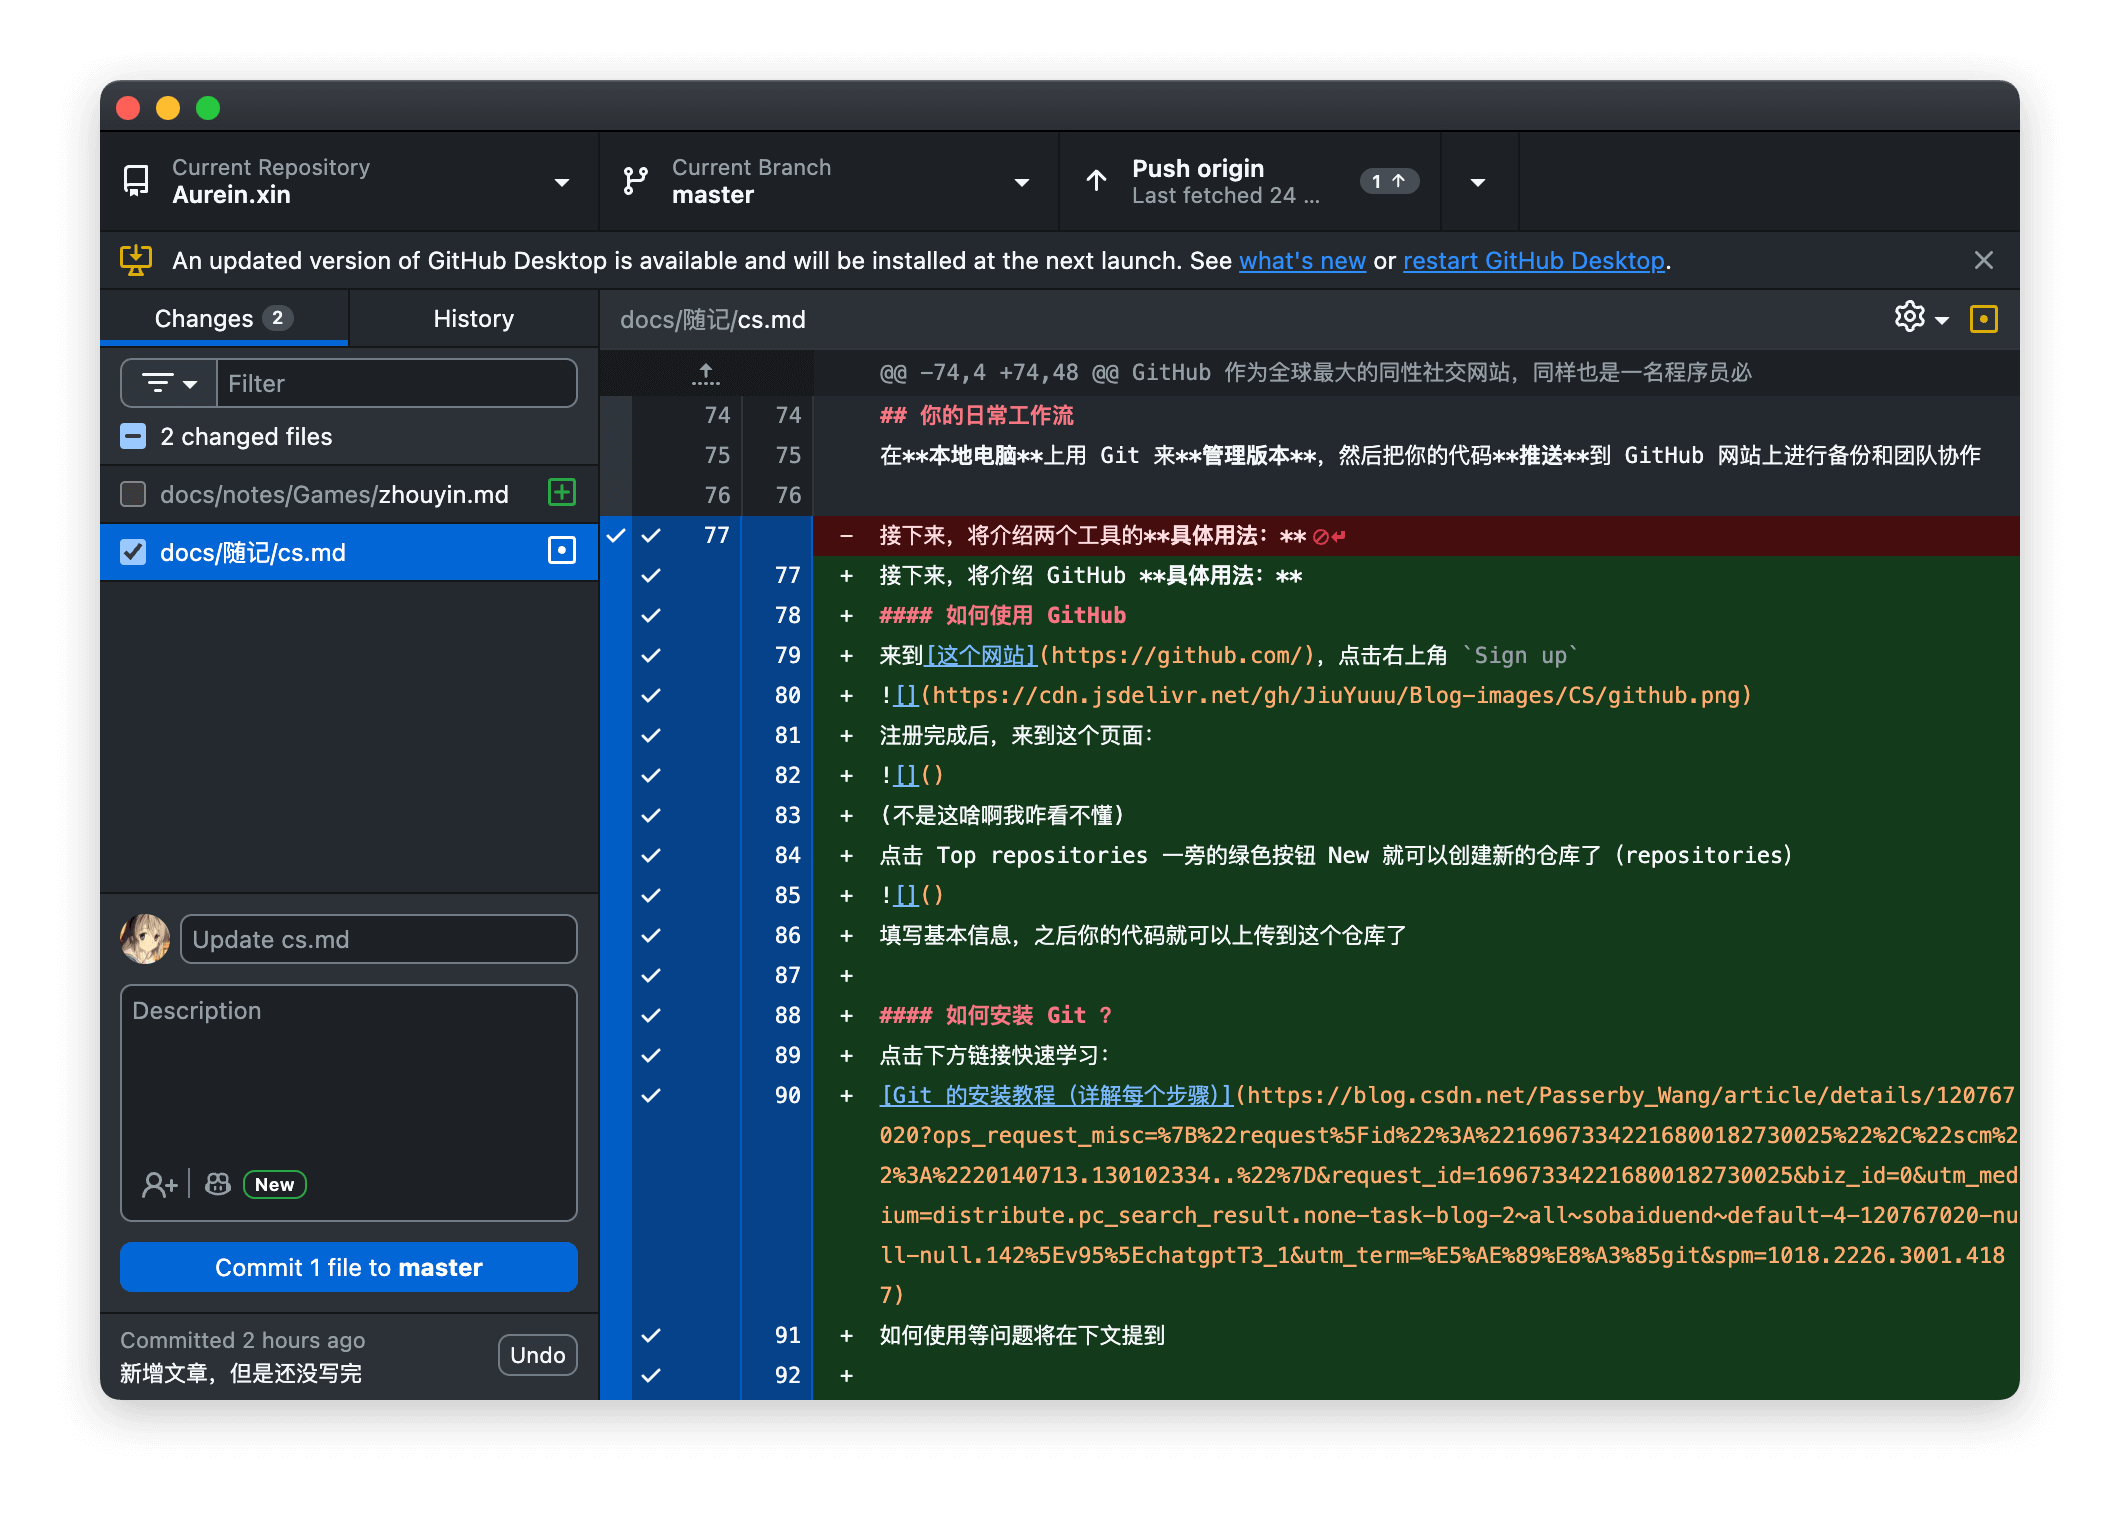 Current Repository
Aurein.xin
Current Branch
master
Push origin
Last fetched 24 ...
1
An updated version of GitHub Desktop is available and will be installed at the next launch. See what's new or restart GitHub Desktop.
Changes 2
History
Filter
2 changed files
docs/notes/Games/zhouyin.md
docs/随记/cs.md
Update cs.md
Description
New
Commit 1 file to master
Committed 2 hours ago
新增文章，但是还没写完
Undo
docs/随记/cs.md
@@ -74,4 +74,48 @@ GitHub 作为全球最大的同性社交网站，同样也是一名程序员必
74 74 ## 你的日常工作流
75 75 在**本地电脑**上用 Git 来**管理版本**，然后把你的代码**推送**到 GitHub 网站上进行备份和团队协作
76 76
77 - 接下来，将介绍两个工具的**具体用法：**
77 + 接下来，将介绍 GitHub **具体用法：**
78 + #### 如何使用 GitHub
79 + 来到[这个网站](https://github.com/)，点击右上角 `Sign up`
80 + ![](https://cdn.jsdelivr.net/gh/JiuYuuu/Blog-images/CS/github.png)
81 + 注册完成后，来到这个页面：
82 + ![]()
83 + (不是这啥啊我咋看不懂)
84 + 点击 Top repositories 一旁的绿色按钮 New 就可以创建新的仓库了 (repositories)
85 + ![]()
86 + 填写基本信息，之后你的代码就可以上传到这个仓库了
87 +
88 + #### 如何安装 Git ？
89 + 点击下方链接快速学习：
90 + [Git 的安装教程（详解每个步骤）](https://blog.csdn.net/Passerby_Wang/article/details/120767
020?ops_request_misc=%7B%22request%5Fid%22%3A%22169673342216800182730025%22%2C%22scm%2
2%3A%2220140713.130102334..%22%7D&request_id=169673342216800182730025&biz_id=0&utm_med
ium=distribute.pc_search_result.none-task-blog-2~all~sobaiduend~default-4-120767020-nu
ll-null.142%5Ev95%5EchatgptT3_1&utm_term=%E5%AE%89%E8%A3%85git&spm=1018.2226.3001.418
7)
91 + 如何使用等问题将在下文提到
92 +